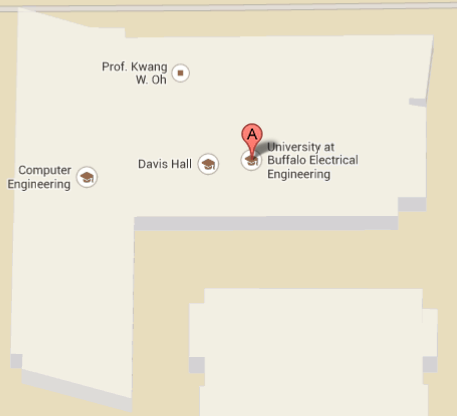 Prof. Kwang
W. Oh
A
University at
Buffalo Electrical
Engineering
Davis Hall
Computer
Engineering